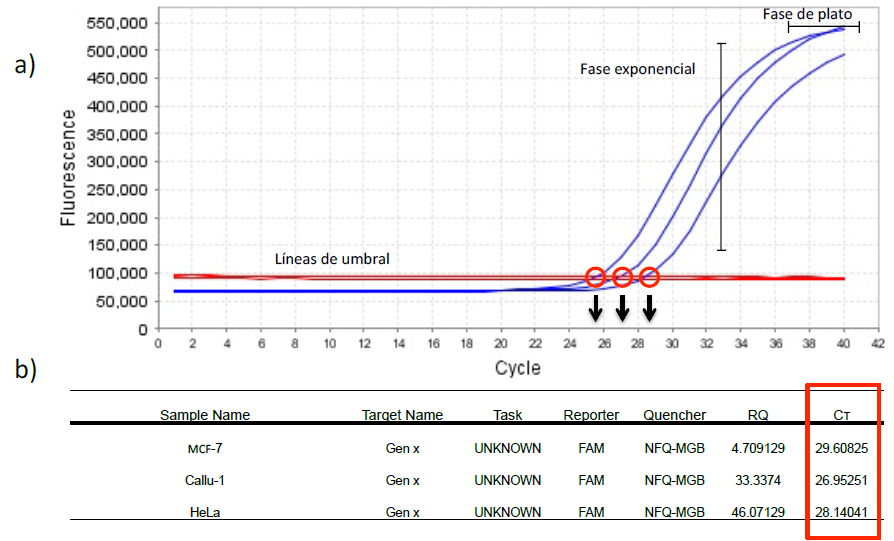 a)
Fluorescence
550,000
500,000
450,000
400,000
350,000
300,000
250,000
200,000
150,000
100,000
50,000
0
Fase de plato
Fase exponencial
Líneas de umbral
0 2 4 6 8 10 12 14 16 18 20 22 24 26 28 30 32 34 36 38 40 42
Cycle
b)
Sample Name Target Name Task Reporter Quencher RQ CT
MCF-7 Gen x UNKNOWN FAM NFQ-MGB 4.709129 29.60825
Callu-1 Gen x UNKNOWN FAM NFQ-MGB 33.3374 26.95251
HeLa Gen x UNKNOWN FAM NFQ-MGB 46.07129 28.14041